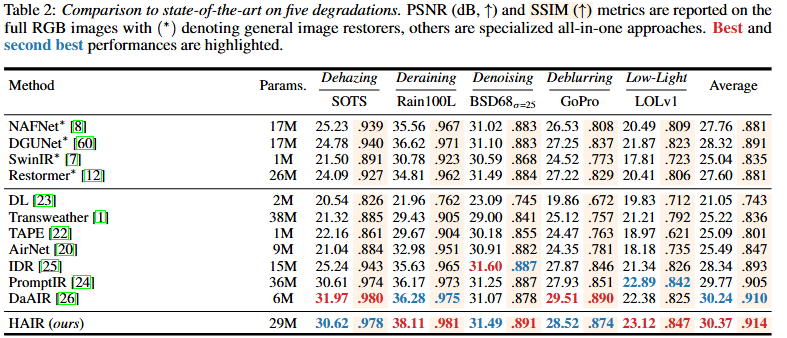 Table 2: Comparison to state-of-the-art on five degradations. PSNR (dB, ↑) and SSIM (↑) metrics are reported on
the full RGB images with (*) denoting general image restorers, others are specialized all-in-one approaches. Best and
second best performances are highlighted.
Method Params. Dehazing Deraining Denoising Deblurring Low-Light Average
SOTS Rain100L BSD68σ=25 GoPro LOLv1
NAFNet* [8] 17M 25.23 .939 35.56 .967 31.02 .883 26.53 .808 20.49 .809 27.76 .881
DGUNet* [60] 17M 24.78 .940 36.62 .971 31.10 .883 27.25 .837 21.87 .823 28.32 .891
SwinIR* [7] 1M 21.50 .891 30.78 .923 30.59 .868 24.52 .773 17.81 .723 25.04 .835
Restormer* [12] 26M 24.09 .927 34.81 .962 31.49 .884 27.22 .829 20.41 .806 27.60 .881
DL [23] 2M 20.54 .826 21.96 .762 23.09 .745 19.86 .672 19.83 .712 21.05 .743
Transweather [1] 38M 21.32 .885 29.43 .905 29.00 .841 25.12 .757 21.21 .792 25.22 .836
TAPE [22] 1M 22.16 .861 29.67 .904 30.18 .855 24.47 .763 18.97 .621 25.09 .801
AirNet [20] 9M 21.04 .884 32.98 .951 30.91 .882 24.35 .781 18.18 .735 25.49 .847
IDR [25] 15M 25.24 .943 35.63 .965 31.60 .887 27.87 .846 21.34 .826 28.34 .893
PromptIR [24] 36M 30.61 .974 36.17 .973 31.25 .887 27.93 .851 22.89 .842 29.77 .905
DaAIR [26] 6M 31.97 .980 36.28 .975 31.07 .878 29.51 .890 22.38 .825 30.24 .910
HAIR (ours) 29M 30.62 .978 38.11 .981 31.49 .891 28.52 .874 23.12 .847 30.37 .914